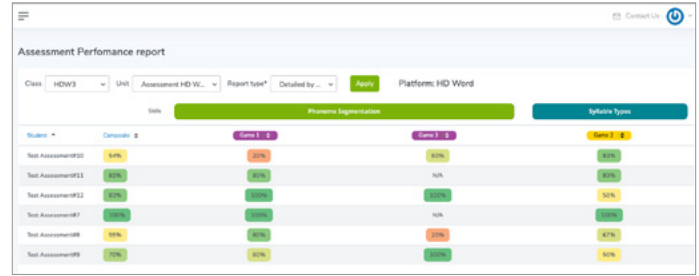 Contact Us
Assessment Perfomance report
Class HDW3 Unit Assessment HD W... Report type* Detailed by ... Apply Platform: HD Word
Skills Phoneme Segmentation Syllable Types
Student Composite Game 1 Game 3 Game 2
Test Assessment#10 64% 20% 60% 83%
Test Assessment#11 83% 80% N/A 83%
Test Assessment#12 83% 100% 100% 50%
Test Assessment#7 100% 100% N/A 100%
Test Assessment#8 59% 80% 20% 67%
Test Assessment#9 70% 60% 100% 50%